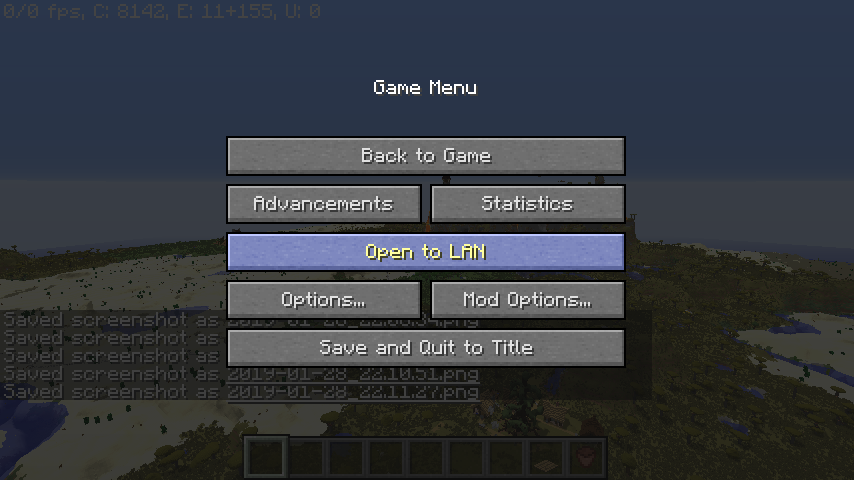 0/0 fps, C: 8142, E: 11+155, U: 0
Game Menu
Back to Game
Advancements Statistics
Open to LAN
Options... Mod Options...
Save and Quit to Title
Saved screenshot as
Saved screenshot as
Saved screenshot as
Saved screenshot as 2019-01-28_22.10.51.png
Saved screenshot as 2019-01-28_22.11.27.png